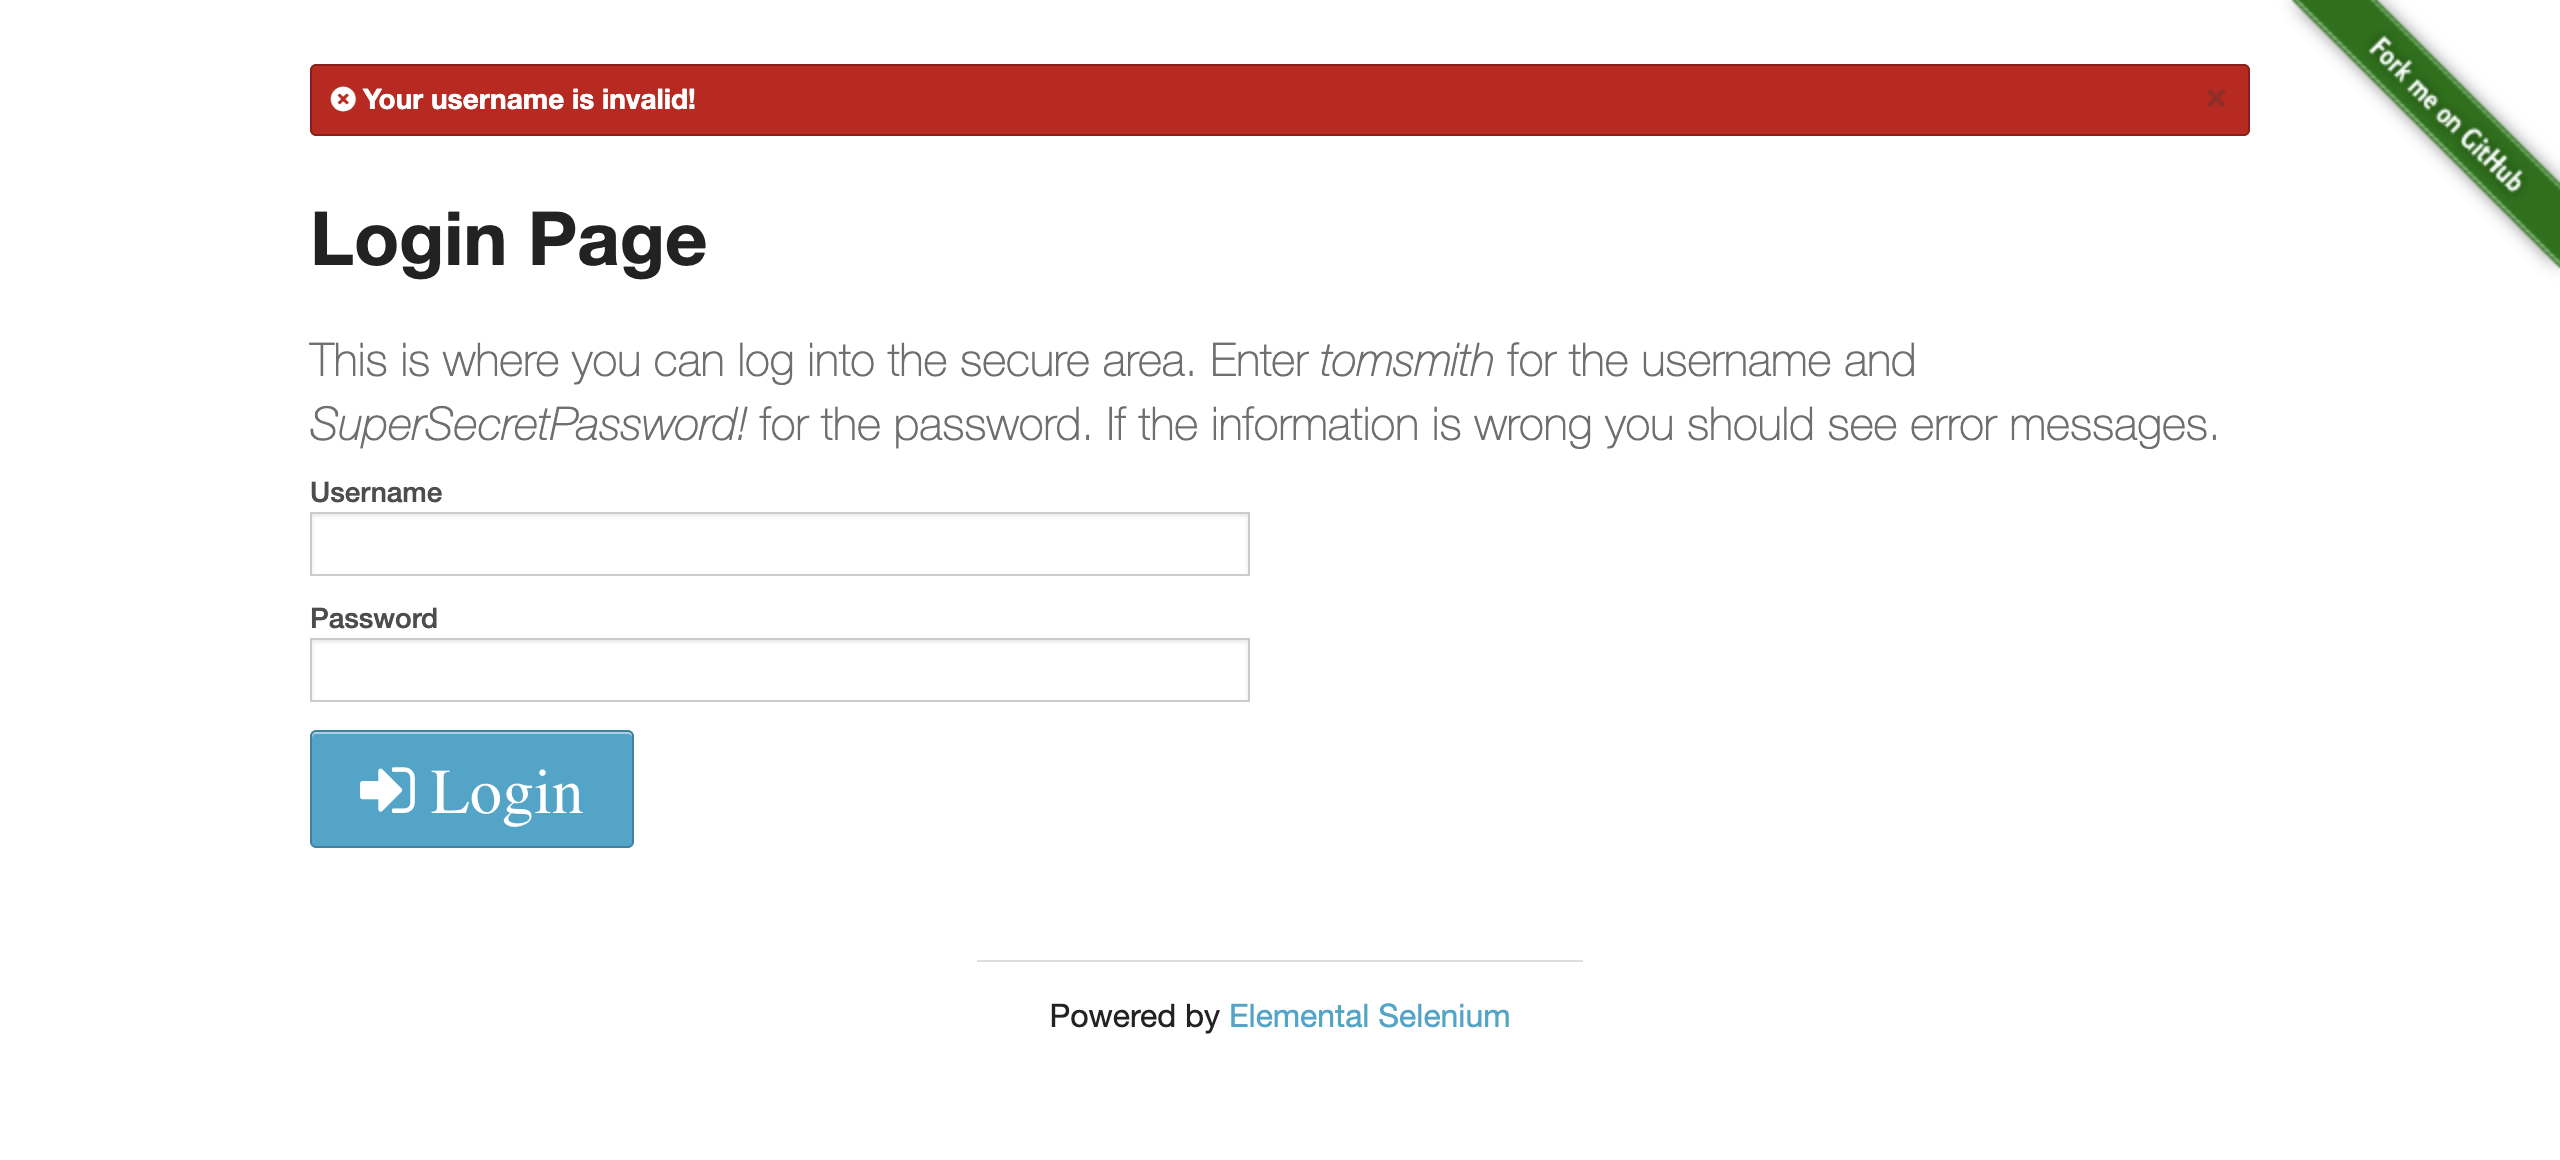 Your username is invalid!
×
Fork me on GitHub
Login Page
This is where you can log into the secure area. Enter tomsmith for the username and
SuperSecretPassword! for the password. If the information is wrong you should see error messages.
Username
Password
Login
Powered by Elemental Selenium